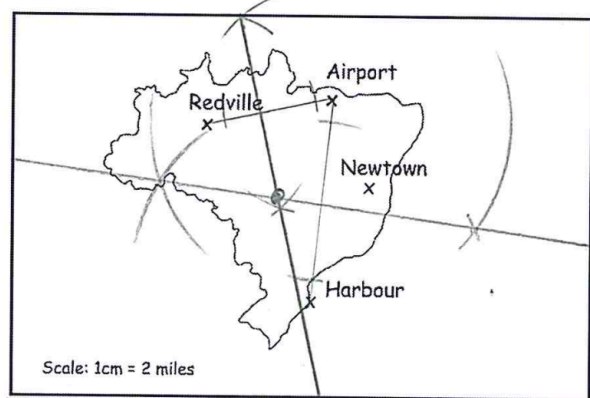 Airport
Redville
Newtown
Harbour
Scale: 1cm = 2 miles